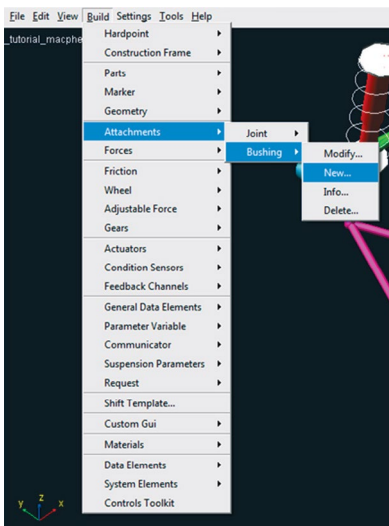 File Edit View Build Settings Tools Help
_tutorial_macphe
Hardpoint
Construction Frame
Parts
Marker
Geometry
Attachments
Joint
Forces
Bushing
Modify...
Friction
New...
Wheel
Info...
Adjustable Force
Delete...
Gears
Actuators
Condition Sensors
Feedback Channels
General Data Elements
Parameter Variable
Communicator
Suspension Parameters
Request
Shift Template...
Custom Gui
Materials
Data Elements
System Elements
Controls Toolkit
y z x